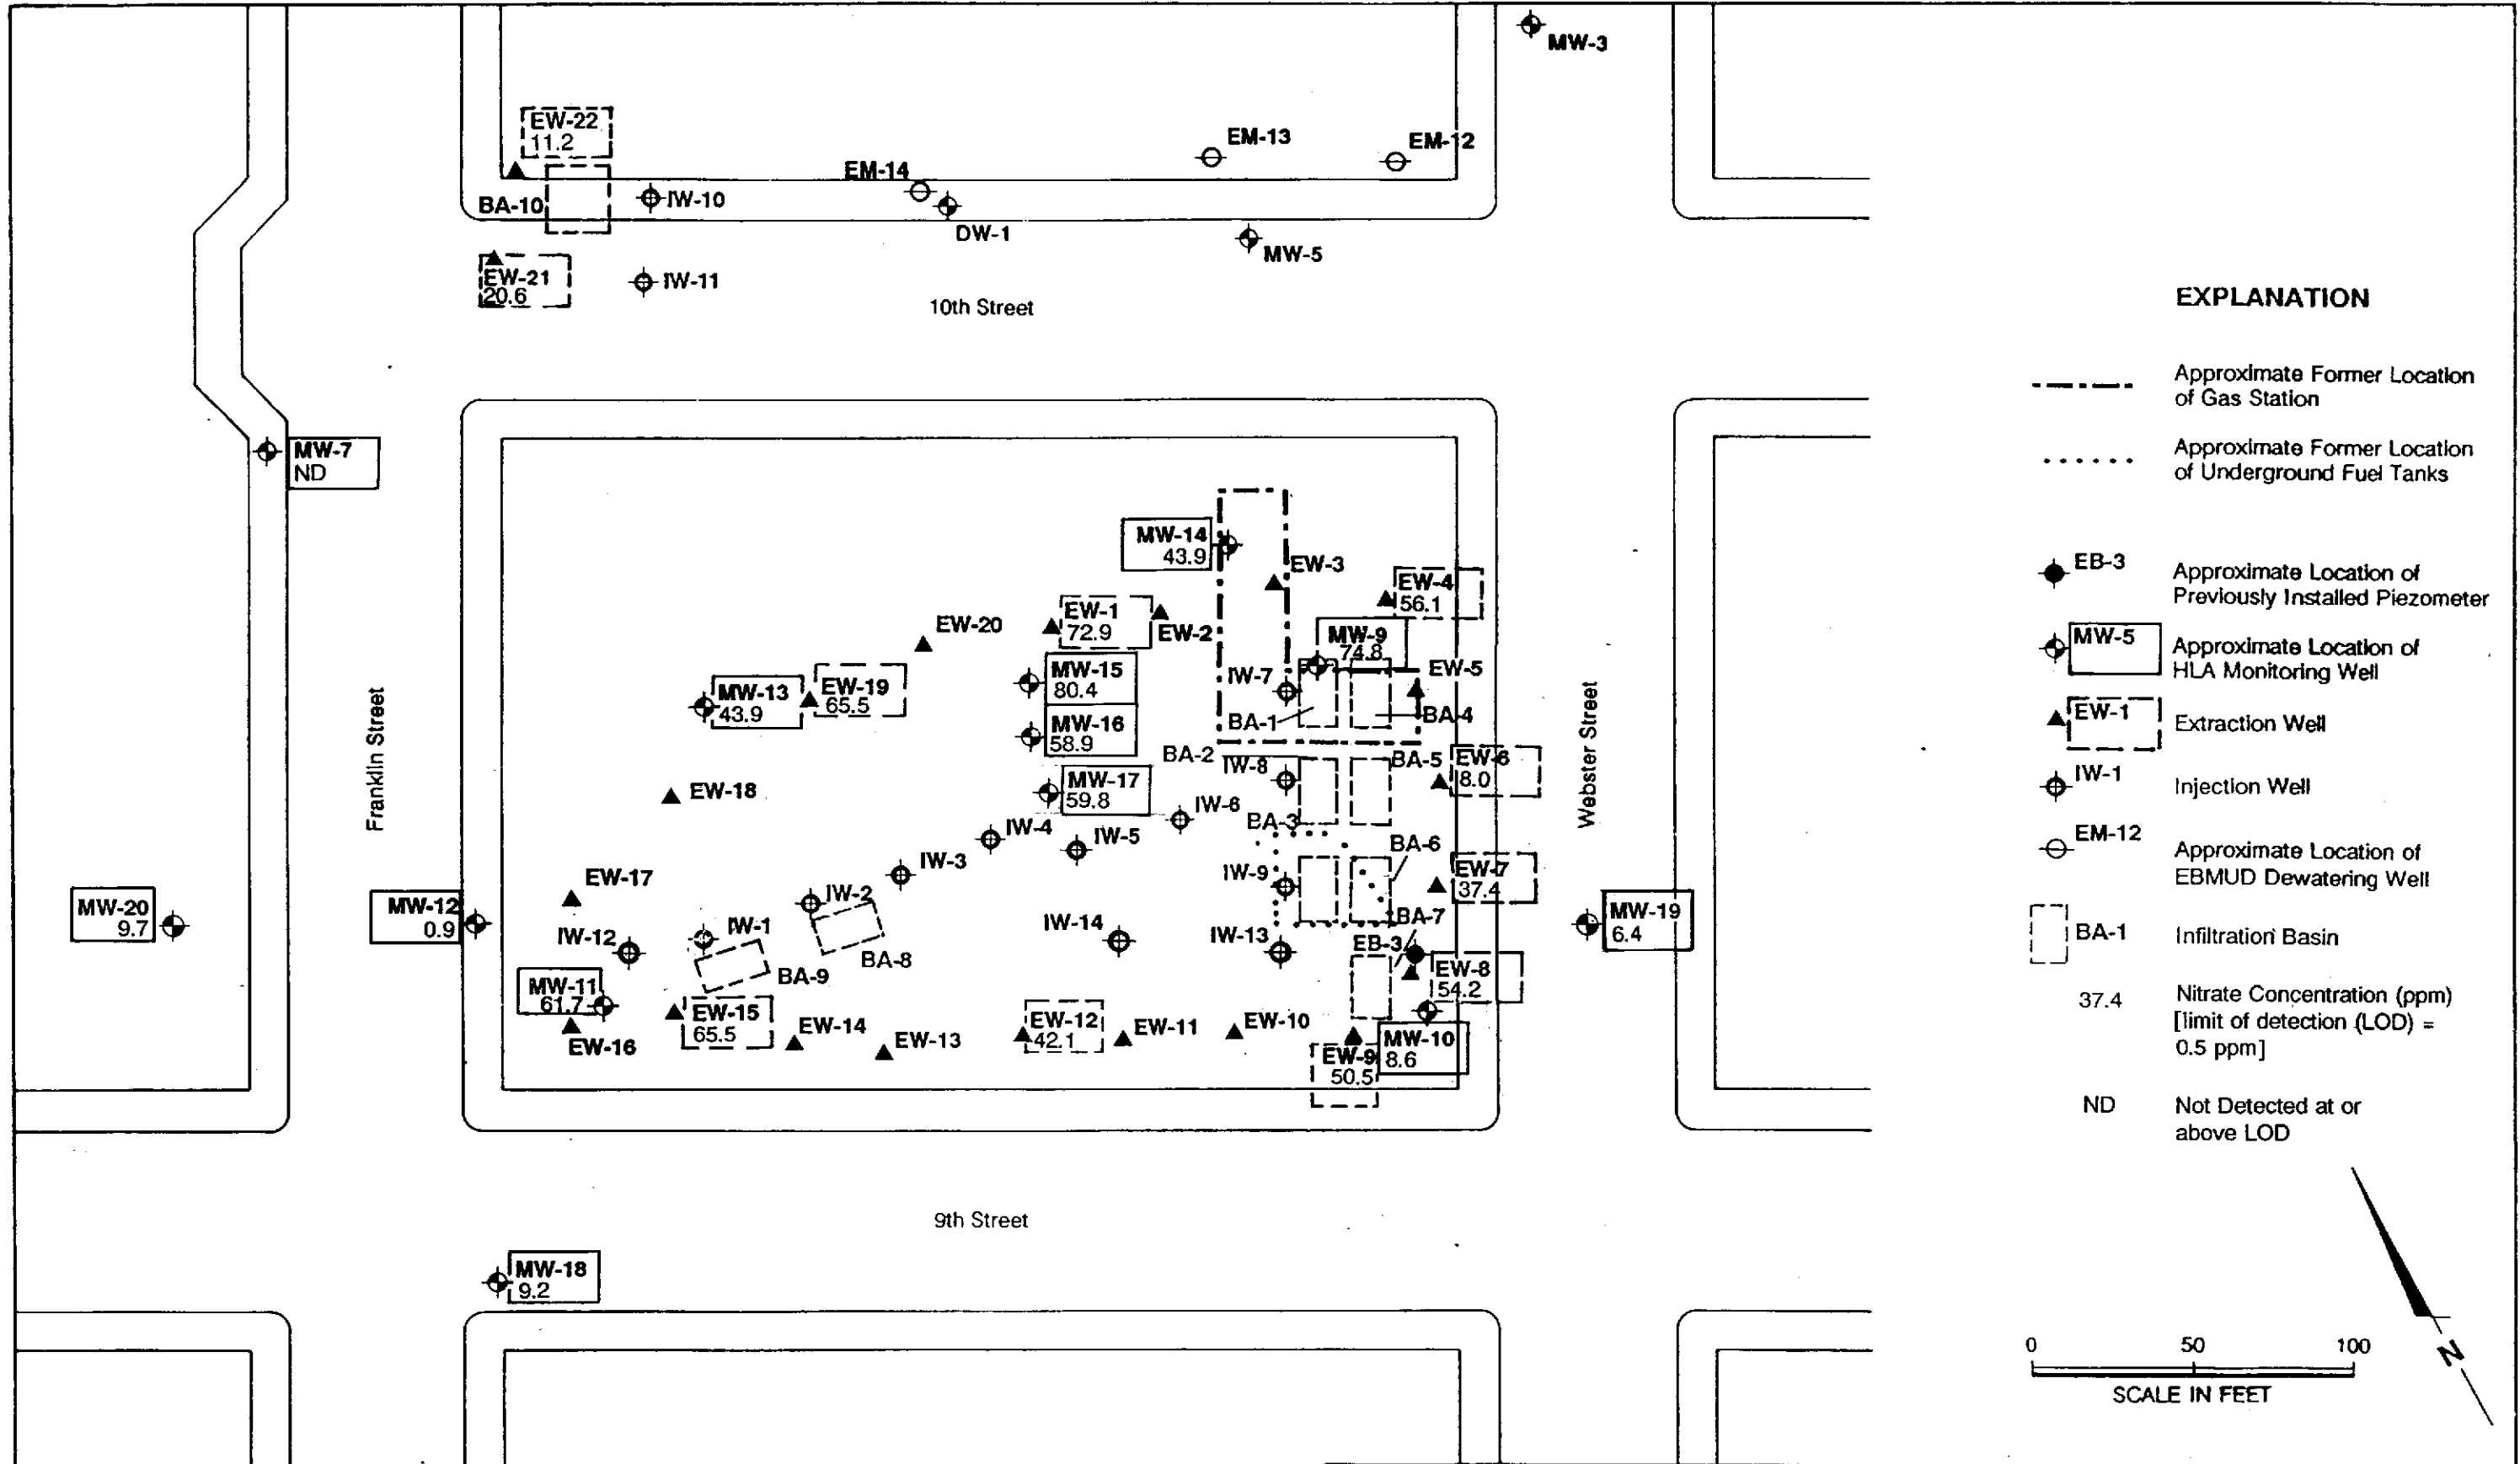 MW-3
EW-22
11.2
EM-13
EM-12
EM-14
BA-10
IW-10
DW-1
MW-5
EW-21
20.6
IW-11
10th Street
EXPLANATION
Approximate Former Location
of Gas Station
Approximate Former Location
of Underground Fuel Tanks
EB-3
Approximate Location of
Previously Installed Piezometer
MW-5
Approximate Location of
HLA Monitoring Well
EW-1
Extraction Well
IW-1
Injection Well
EM-12
Approximate Location of
EBMUD Dewatering Well
BA-1
Infiltration Basin
37.4
Nitrate Concentration (ppm)
[limit of detection (LOD) =
0.5 ppm]
ND
Not Detected at or
above LOD
MW-7
ND
MW-14
43.9
EW-3
EW-4
56.1
EW-1
72.9
EW-2
EW-20
MW-9
74.8
MW-15
80.4
IW-7
EW-5
MW-13
43.9
EW-19
65.5
BA-1
BA-4
MW-16
58.9
BA-2
IW-8
BA-5
EW-6
8.0
Franklin Street
Webster Street
EW-18
MW-17
59.8
IW-6
BA-3
IW-4
IW-5
BA-6
IW-3
EW-7
37.4
EW-17
IW-9
IW-2
MW-20
9.7
MW-12
0.9
BA-7
MW-19
6.4
IW-12
IW-1
IW-14
IW-13
EB-3
BA-8
BA-9
EW-8
54.2
MW-11
61.7
EW-15
65.5
EW-14
EW-13
EW-12
42.1
EW-11
EW-10
EW-16
EW-9
50.5
MW-10
8.6
9th Street
MW-18
9.2
0 50 100
SCALE IN FEET
N